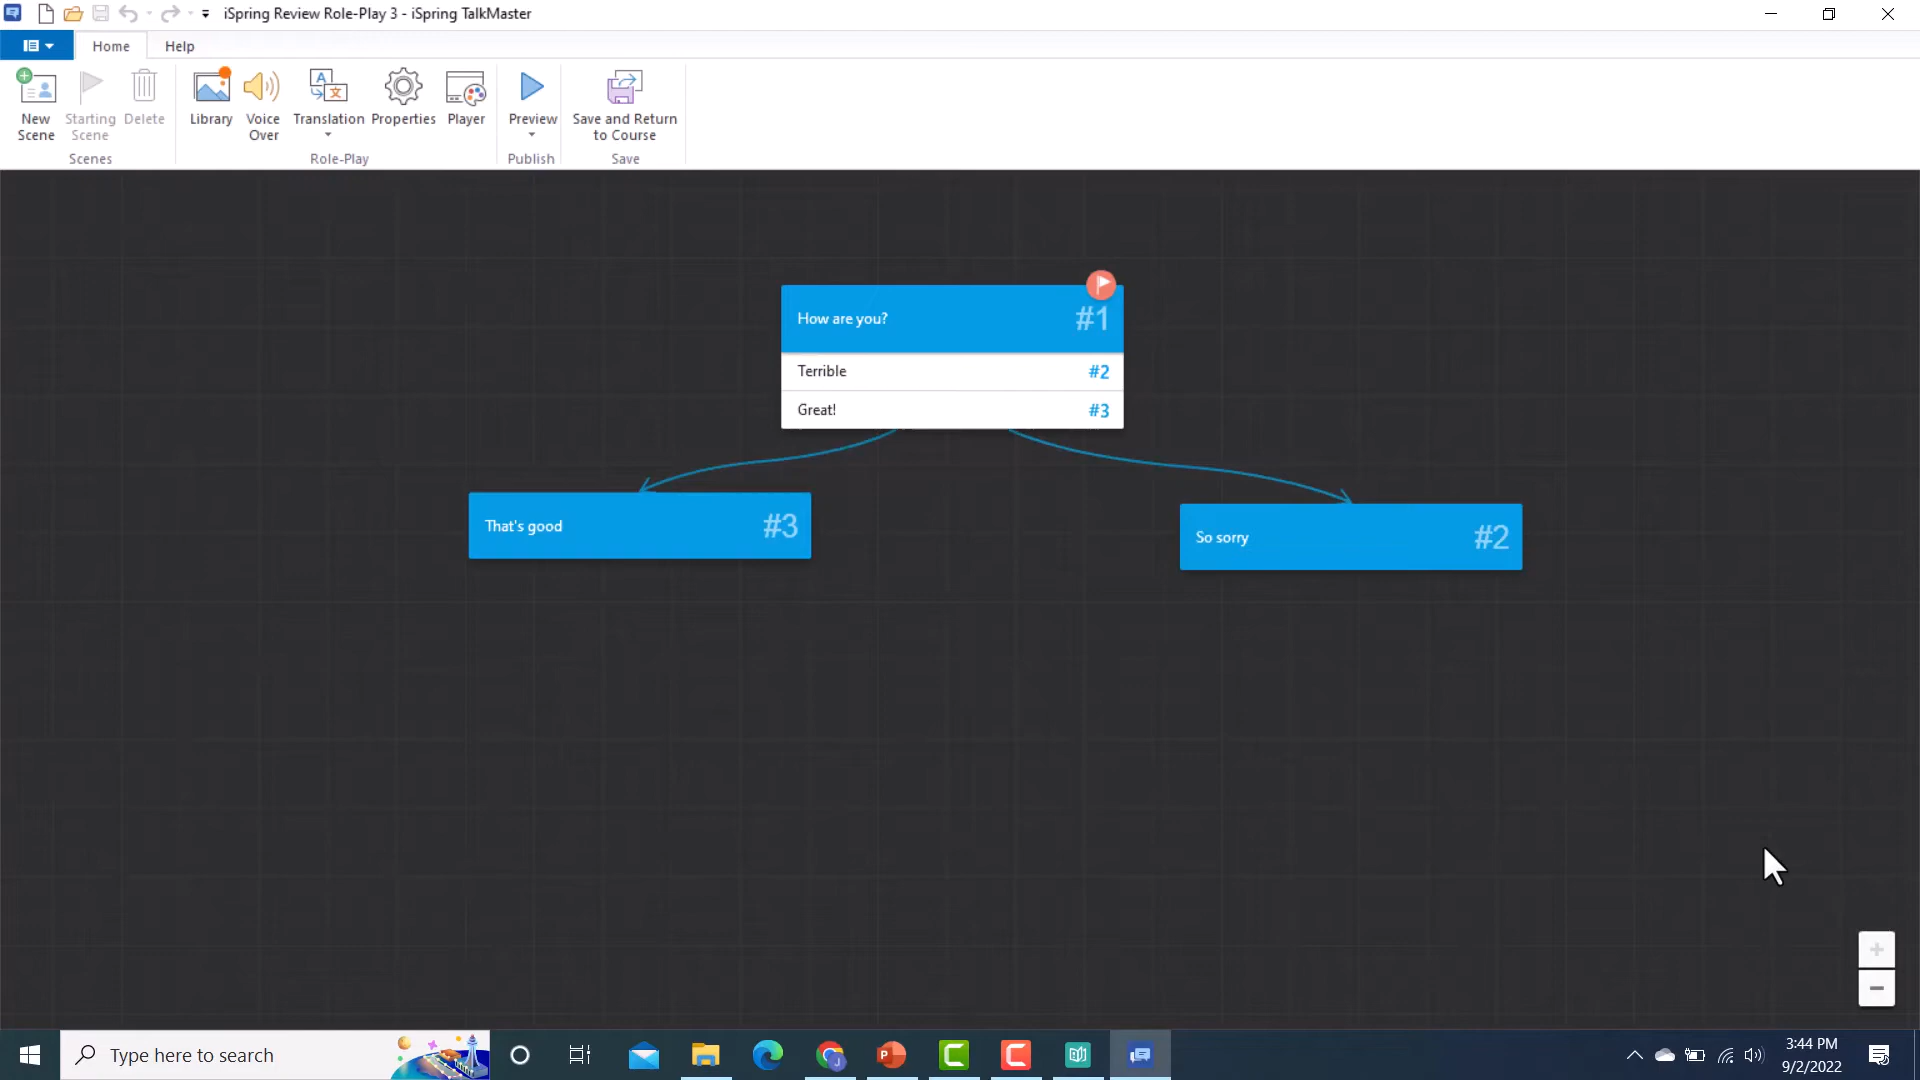 iSpring Review Role-Play 3 - iSpring TalkMaster
Home Help
New Scene
Starting Scene
Delete
Library
Voice Over
Translation
Properties
Player
Preview
Save and Return to Course
Scenes Role-Play Publish Save
How are you? #1
Terrible #2
Great! #3
That's good #3
So sorry #2
Type here to search
3:44 PM
9/2/2022